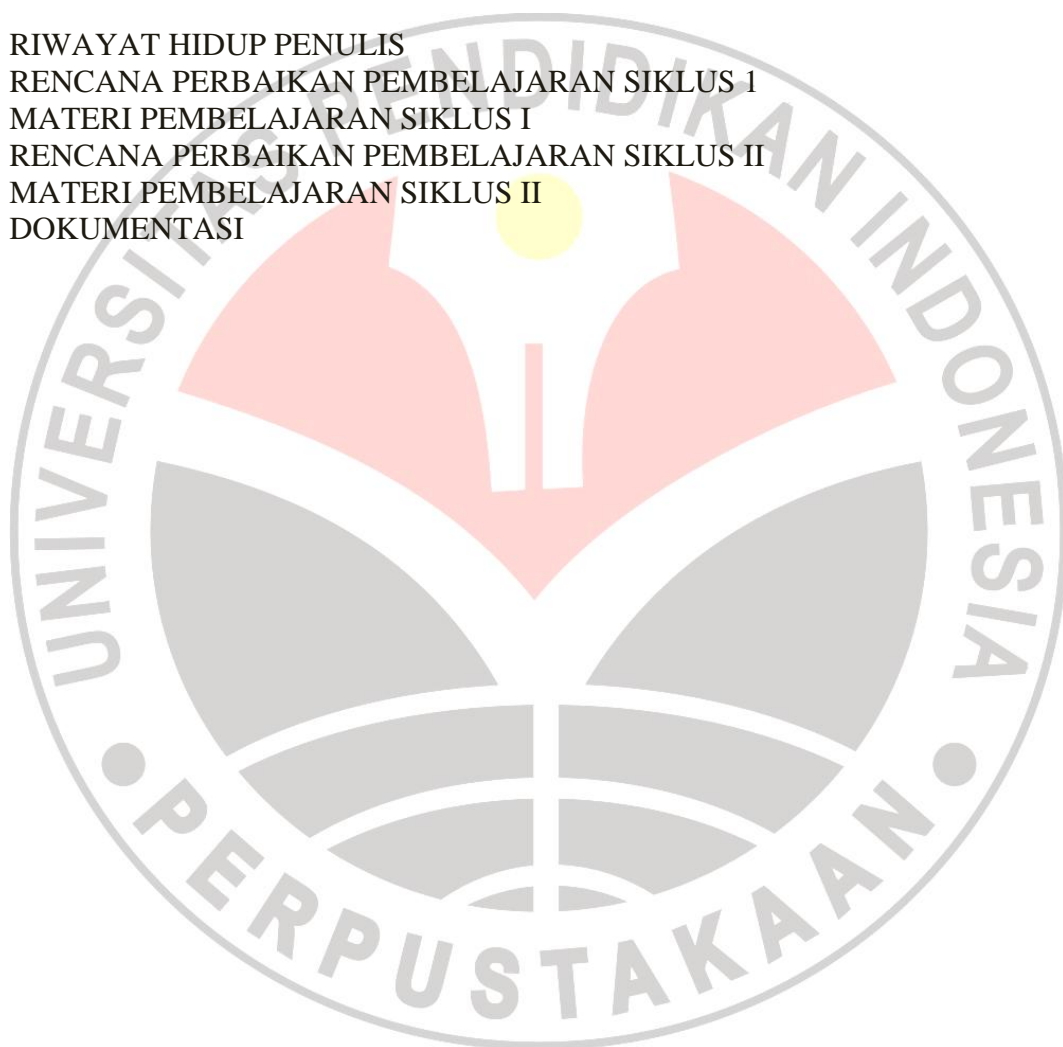 RIWAYAT HIDUP PENULIS
RENCANA PERBAIKAN PEMBELAJARAN SIKLUS 1
MATERI PEMBELAJARAN SIKLUS I
RENCANA PERBAIKAN PEMBELAJARAN SIKLUS II
MATERI PEMBELAJARAN SIKLUS II
DOKUMENTASI
UNIVERSITAS PENDIDIKAN INDONESIA
PERPUSTAKAAN